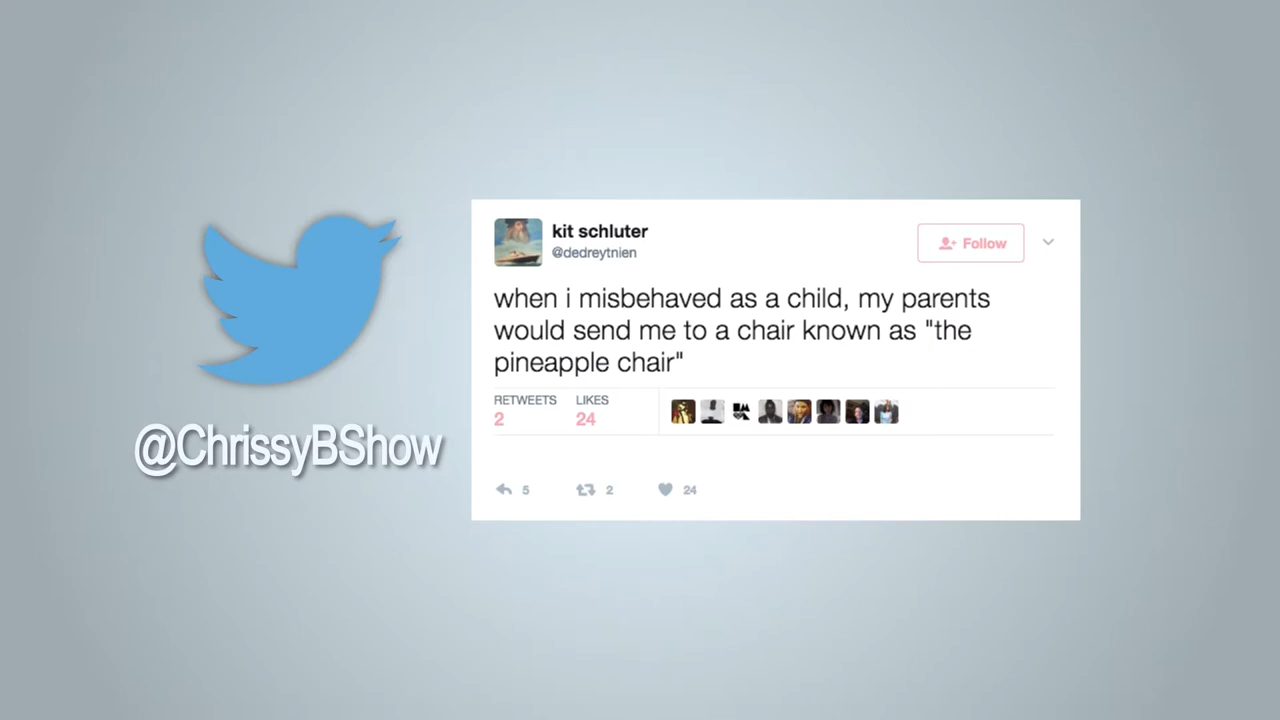 @ChrissyBShow
kit schluter
@dedreytnien
Follow
when i misbehaved as a child, my parents
would send me to a chair known as "the
pineapple chair"
RETWEETS LIKES
2 24
5 2 24